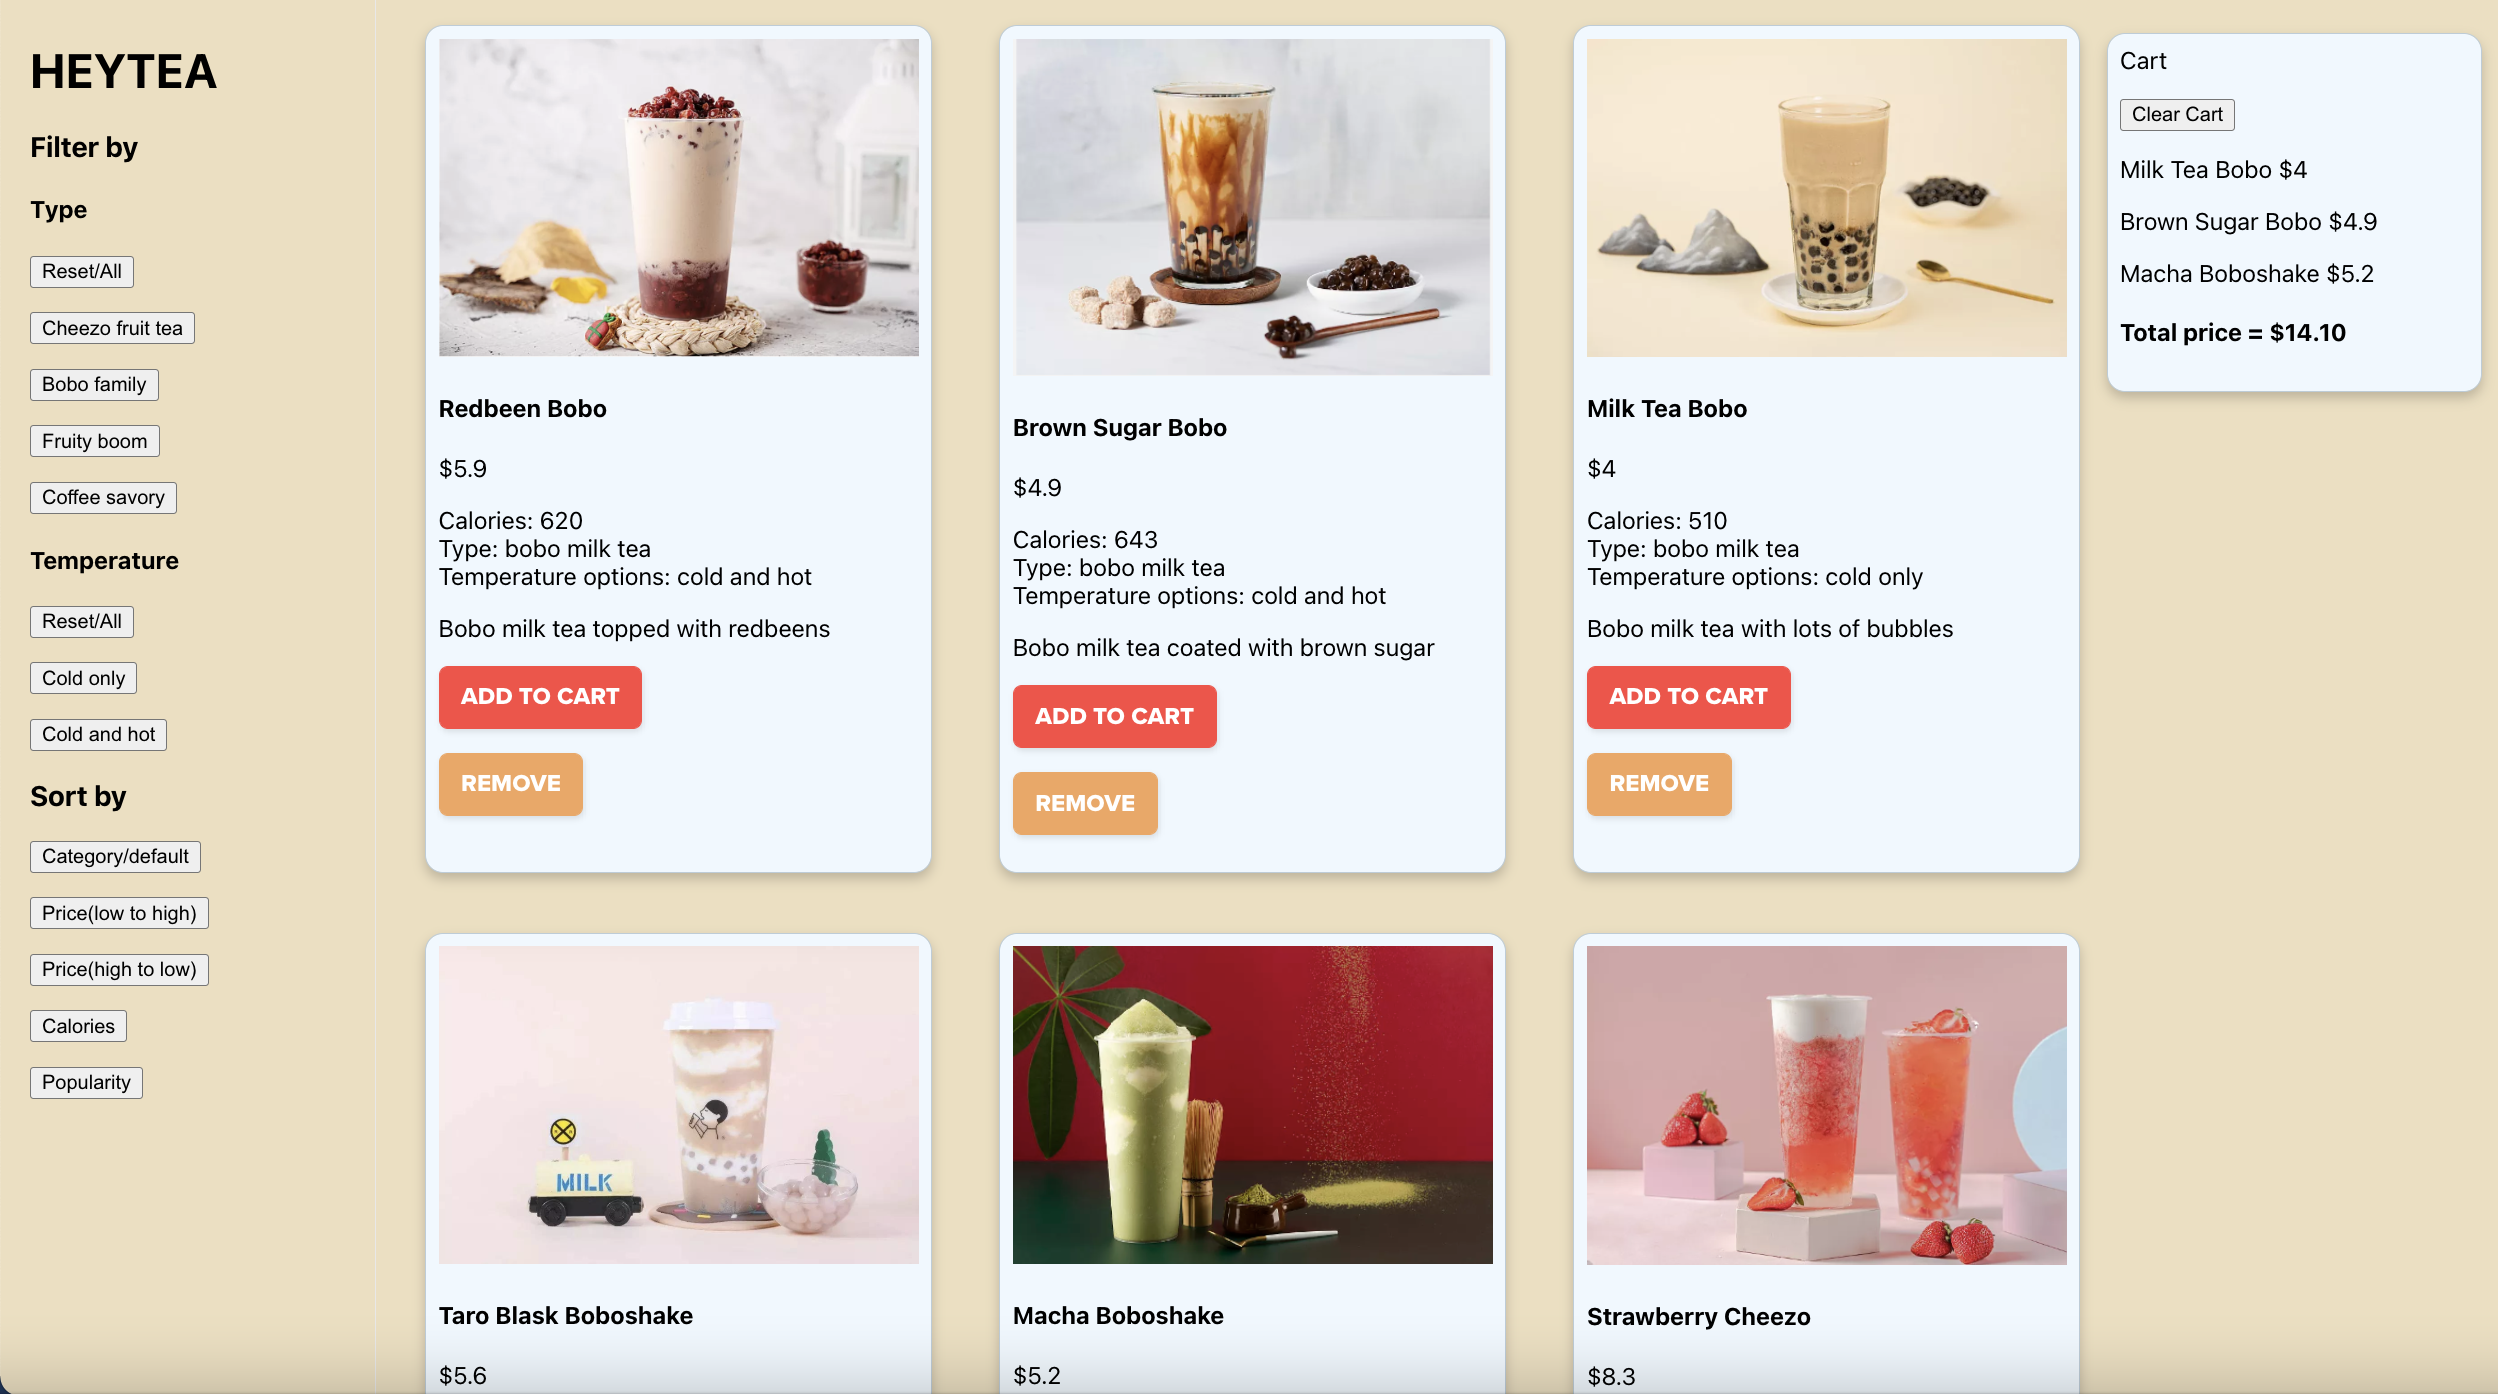 HEYTEA
Filter by
Type
Reset/All
Cheezo fruit tea
Bobo family
Fruity boom
Coffee savory
Temperature
Reset/All
Cold only
Cold and hot
Sort by
Category/default
Price(low to high)
Price(high to low)
Calories
Popularity
Redbeen Bobo
$5.9
Calories: 620
Type: bobo milk tea
Temperature options: cold and hot
Bobo milk tea topped with redbeens
ADD TO CART
REMOVE
Brown Sugar Bobo
$4.9
Calories: 643
Type: bobo milk tea
Temperature options: cold and hot
Bobo milk tea coated with brown sugar
ADD TO CART
REMOVE
Milk Tea Bobo
$4
Calories: 510
Type: bobo milk tea
Temperature options: cold only
Bobo milk tea with lots of bubbles
ADD TO CART
REMOVE
MILK
Taro Blask Boboshake
$5.6
Macha Boboshake
$5.2
Strawberry Cheezo
$8.3
Cart
Clear Cart
Milk Tea Bobo $4
Brown Sugar Bobo $4.9
Macha Boboshake $5.2
Total price = $14.10